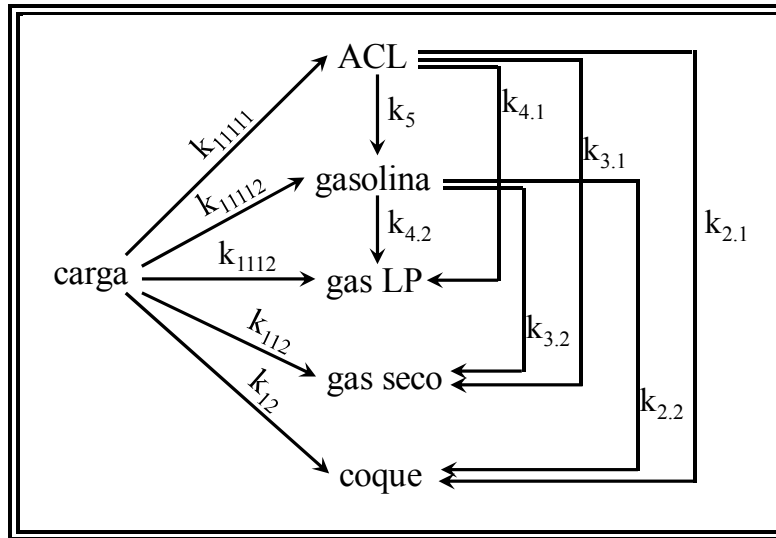 ACL
k11111
k5
k4.1
k3.1
k11112
gasolina
k2.1
k4.2
k1112
carga
gas LP
k112
k3.2
gas seco
k12
k2.2
coque